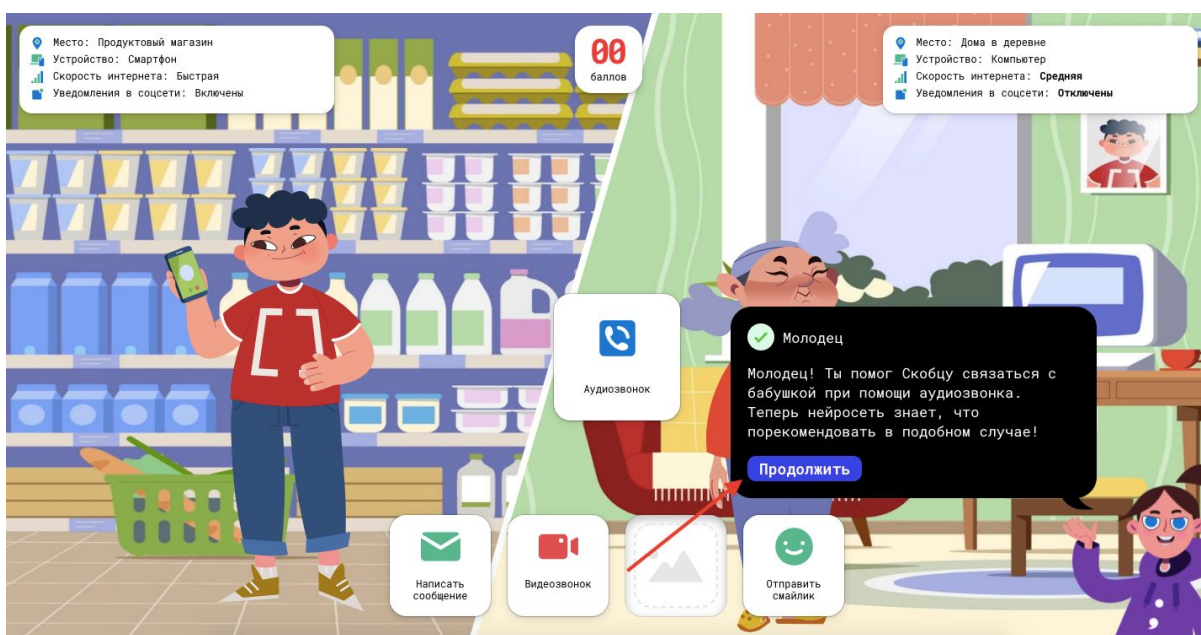 Место: Продуктовый магазин
Устройство: Смартфон
Скорость интернета: Быстрая
Уведомления в соцсети: Включены
00
баллов
Место: Дома в деревне
Устройство: Компьютер
Скорость интернета: Средняя
Уведомления в соцсети: Отключены
Аудиозвонок
Молодец
Молодец! Ты помог Скобцу связаться с
бабушкой при помощи аудиозвонка.
Теперь нейросеть знает, что
порекомендовать в подобном случае!
Продолжить
Написать
сообщение
Видеозвонок
Отправить
смайлик